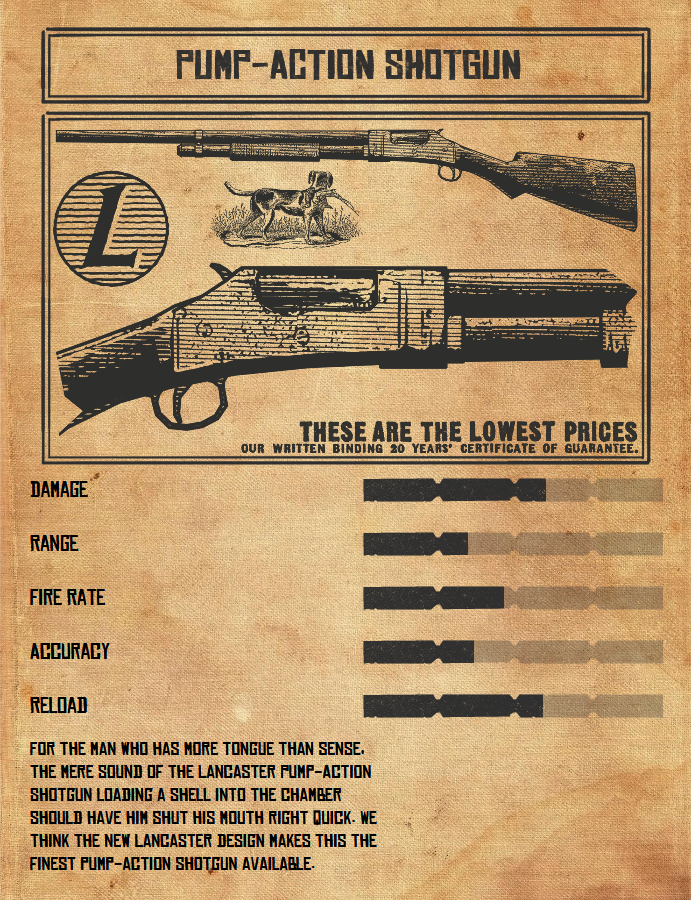 PUMP-ACTION SHOTGUN
L
THESE ARE THE LOWEST PRICES
OUR WRITTEN BINDING 20 YEARS' CERTIFICATE OF GUARANTEE.
DAMAGE
RANGE
FIRE RATE
ACCURACY
RELOAD
FOR THE MAN WHO HAS MORE TONGUE THAN SENSE.
THE MERE SOUND OF THE LANCASTER PUMP-ACTION
SHOTGUN LOADING A SHELL INTO THE CHAMBER
SHOULD HAVE HIM SHUT HIS MOUTH RIGHT QUICK. WE
THINK THE NEW LANCASTER DESIGN MAKES THIS THE
FINEST PUMP-ACTION SHOTGUN AVAILABLE.